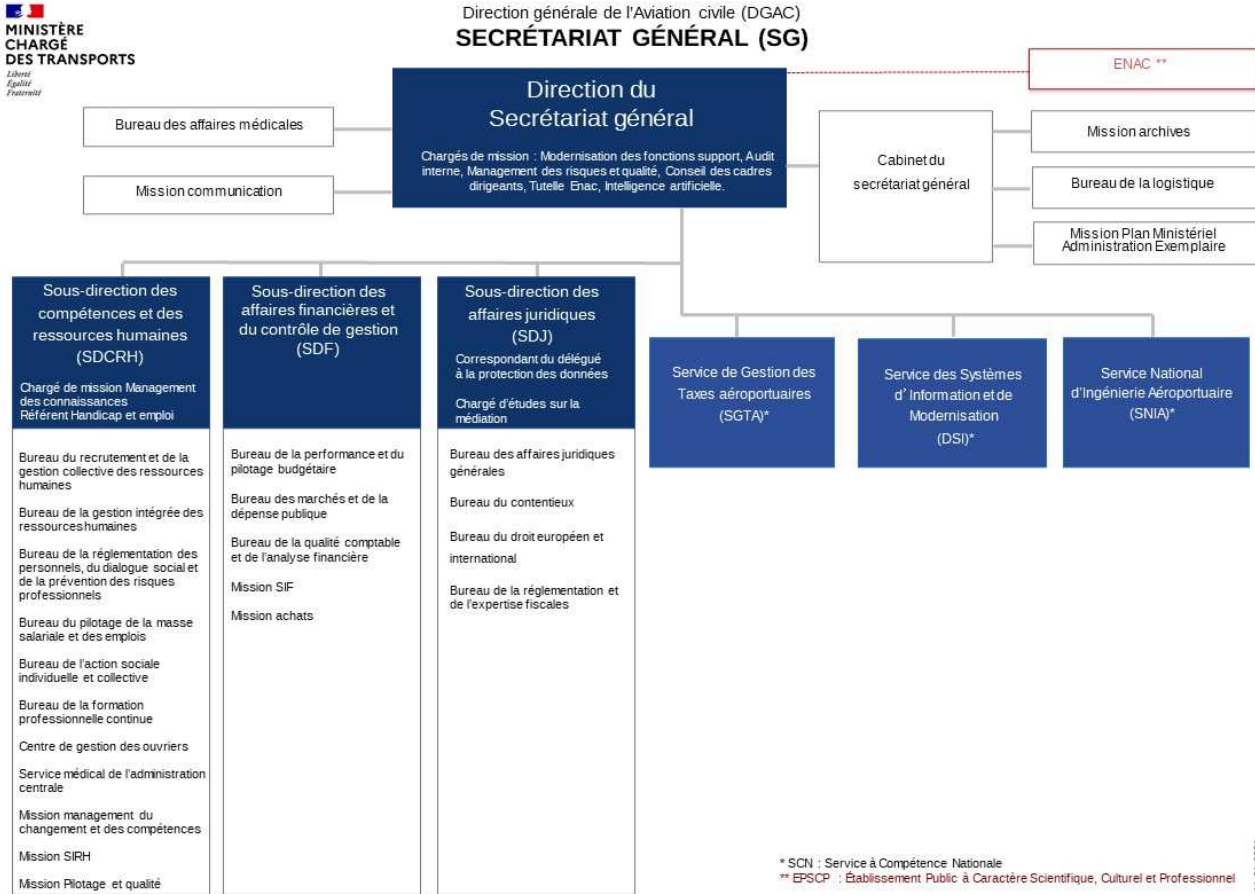 MINISTÈRE
CHARGÉ
DES TRANSPORTS
Liberté
Égalité
Fraternité
Direction générale de l'Aviation civile (DGAC)
SECRÉTARIAT GÉNÉRAL (SG)
ENAC **
Direction du
Secrétariat général
Chargés de mission : Modernisation des fonctions support, Audit
interne, Management des risques et qualité, Conseil des cadres
dirigeants, Tutelle Enac, Intelligence artificielle.
Bureau des affaires médicales
Mission communication
Cabinet du
secrétariat général
Mission archives
Bureau de la logistique
Mission Plan Ministériel
Administration Exemplaire
Sous-direction des
compétences et des
ressources humaines
(SDCRH)
Chargé de mission Management
des connaissances
Référent Handicap et emploi
Bureau du recrutement et de la
gestion collective des ressources
humaines
Bureau de la gestion intégrée des
ressources humaines
Bureau de la réglementation des
personnels, du dialogue social et
de la prévention des risques
professionnels
Bureau du pilotage de la masse
salariale et des emplois
Bureau de l'action sociale
individuelle et collective
Bureau de la formation
professionnelle continue
Centre de gestion des ouvriers
Service médical de l'administration
centrale
Mission management du
changement et des compétences
Mission SIRH
Mission Pilotage et qualité
Sous-direction des
affaires financières et
du contrôle de gestion
(SDF)
Bureau de la performance et du
pilotage budgétaire
Bureau des marchés et de la
dépense publique
Bureau de la qualité comptable
et de l'analyse financière
Mission SIF
Mission achats
Sous-direction des
affaires juridiques
(SDJ)
Correspondant du délégué
à la protection des données
Chargé d'études sur la
médiation
Bureau des affaires juridiques
générales
Bureau du contentieux
Bureau du droit européen et
international
Bureau de la réglementation et
de l'expertise fiscales
Service de Gestion des
Taxes aéroportuaires
(SGTA)*
Service des Systèmes
d' Information et de
Modernisation
(DSI)*
Service National
d'Ingénierie Aéroportuaire
(SNIA)*
* SCN : Service à Compétence Nationale
** EPSCP : Établissement Public à Caractère Scientifique, Culturel et Professionnel